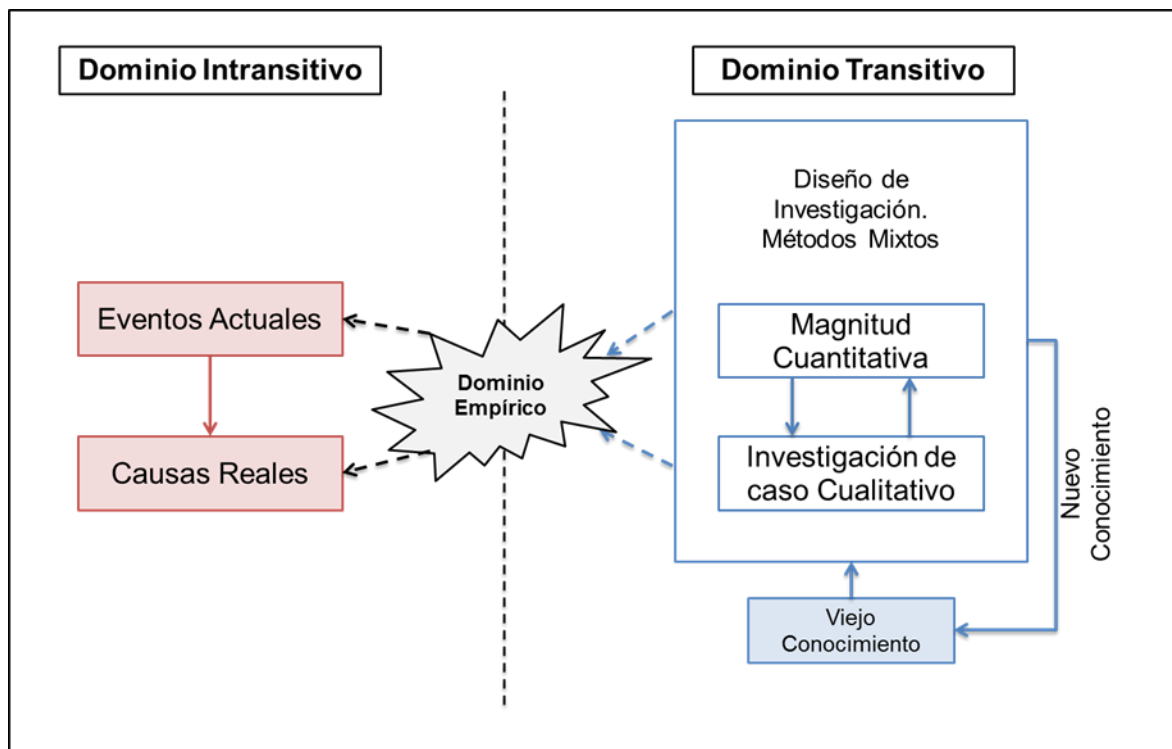 Dominio Intransitivo
Dominio Transitivo
Diseño de
Investigación.
Métodos Mixtos
Eventos Actuales
Magnitud
Cuantitativa
Dominio
Empírico
Causas Reales
Investigación de
caso Cualitativo
Nuevo
Conocimiento
Viejo
Conocimiento